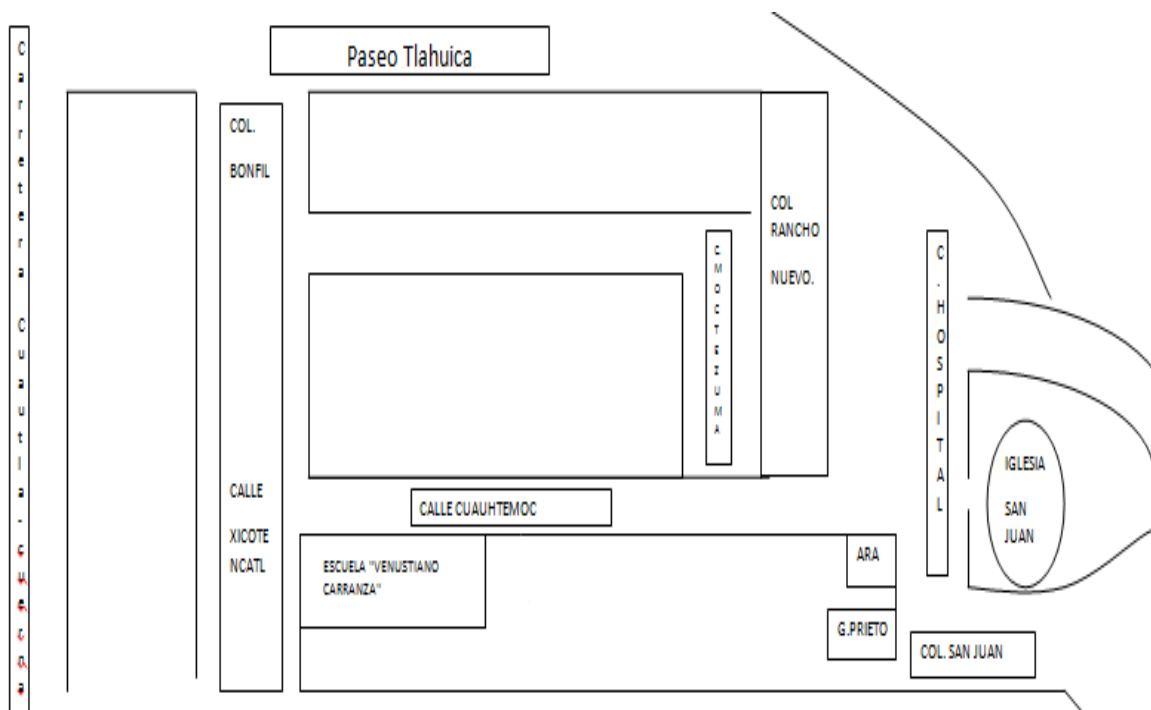 Paseo Tlahuica
Carretera Cuautla-cuerna
COL.
BONFIL
CALLE
XICOTE
NCATL
COL
RANCHO
NUEVO.
C.MOCTEZUMA
C.HOSPITAL
IGLESIA
SAN
JUAN
CALLE CUAUHTEMOC
ESCUELA "VENUSTIANO
CARRANZA"
ARA
G.PRIETO
COL. SAN JUAN